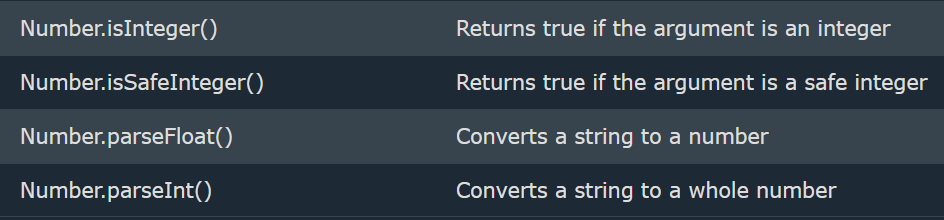 Number.isInteger() Returns true if the argument is an integer
Number.isSafeInteger() Returns true if the argument is a safe integer
Number.parseFloat() Converts a string to a number
Number.parseInt() Converts a string to a whole number